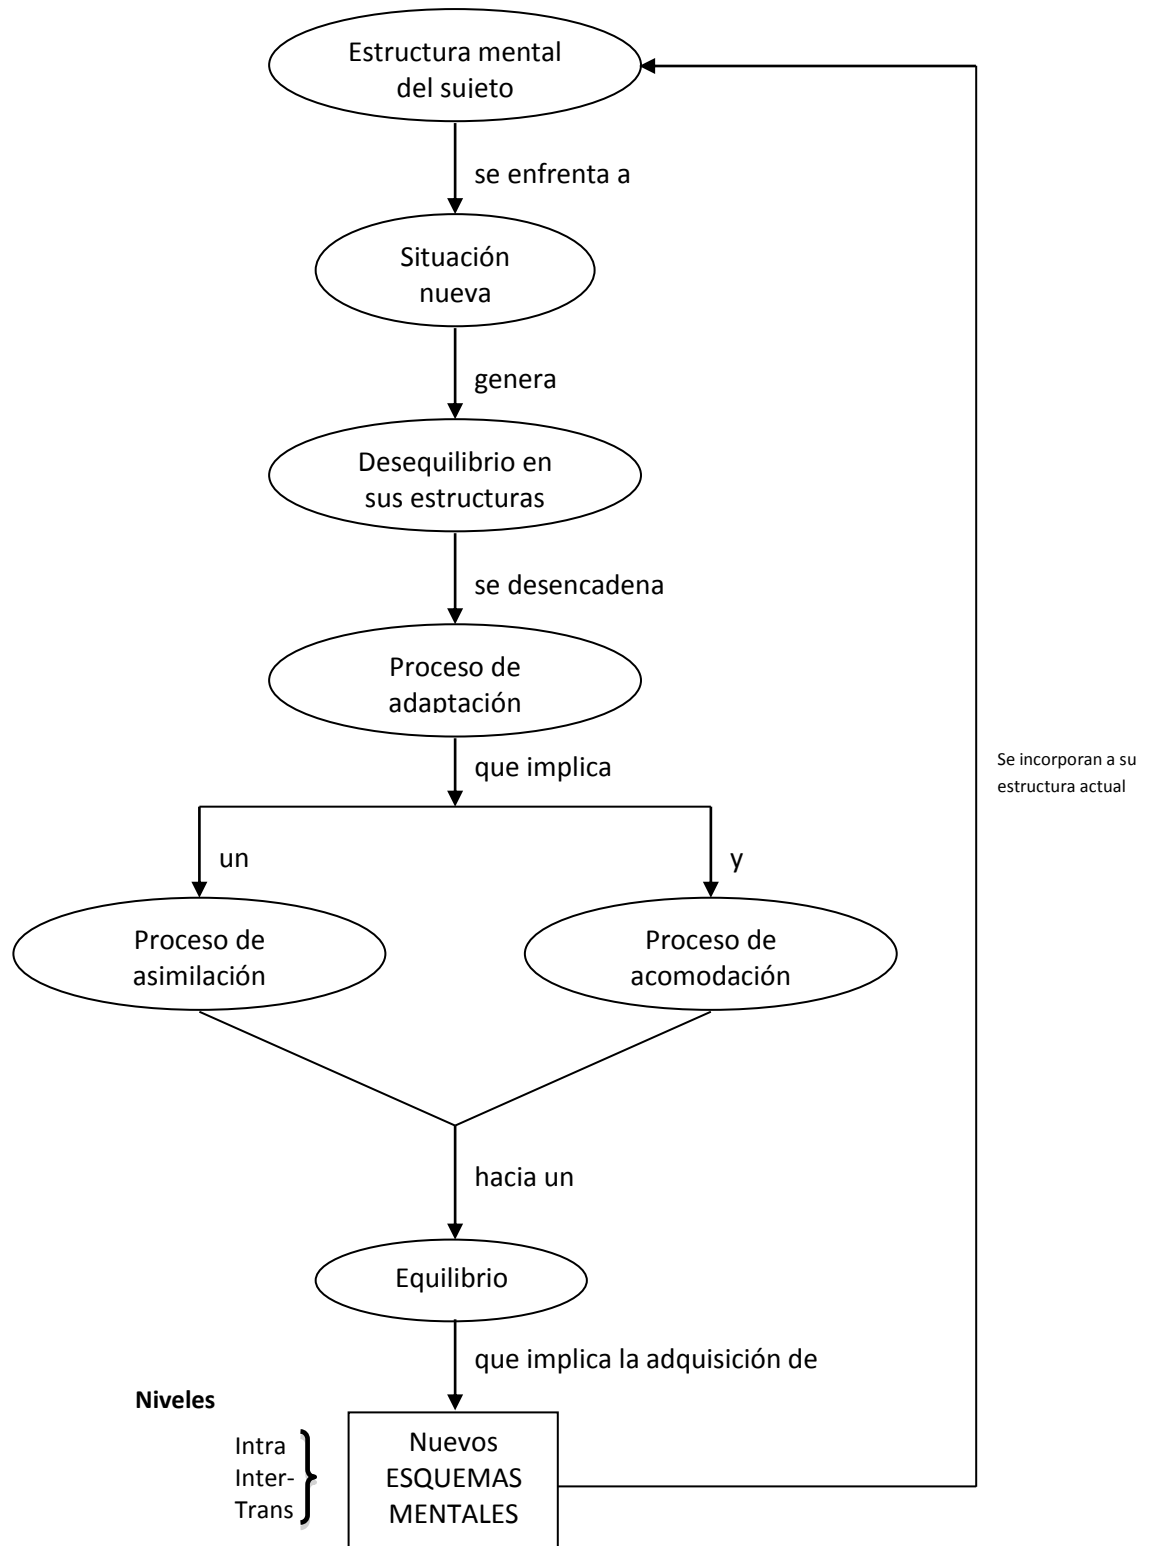 Estructura mental
del sujeto
se enfrenta a
Situación
nueva
genera
Desequilibrio en
sus estructuras
se desencadena
Proceso de
adaptación
que implica
Se incorporan a su
estructura actual
un
y
Proceso de
asimilación
Proceso de
acomodación
hacia un
Equilibrio
que implica la adquisición de
Niveles
Intra
Inter-
Trans
Nuevos
ESQUEMAS
MENTALES